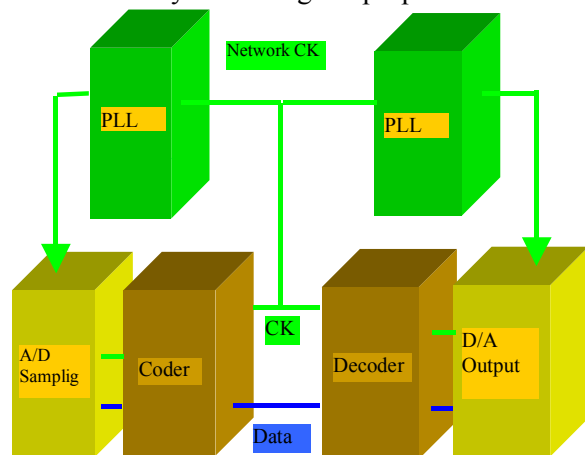 Network CK
PLL
PLL
CK
A/D
Samplig
Coder
Decoder
D/A
Output
Data